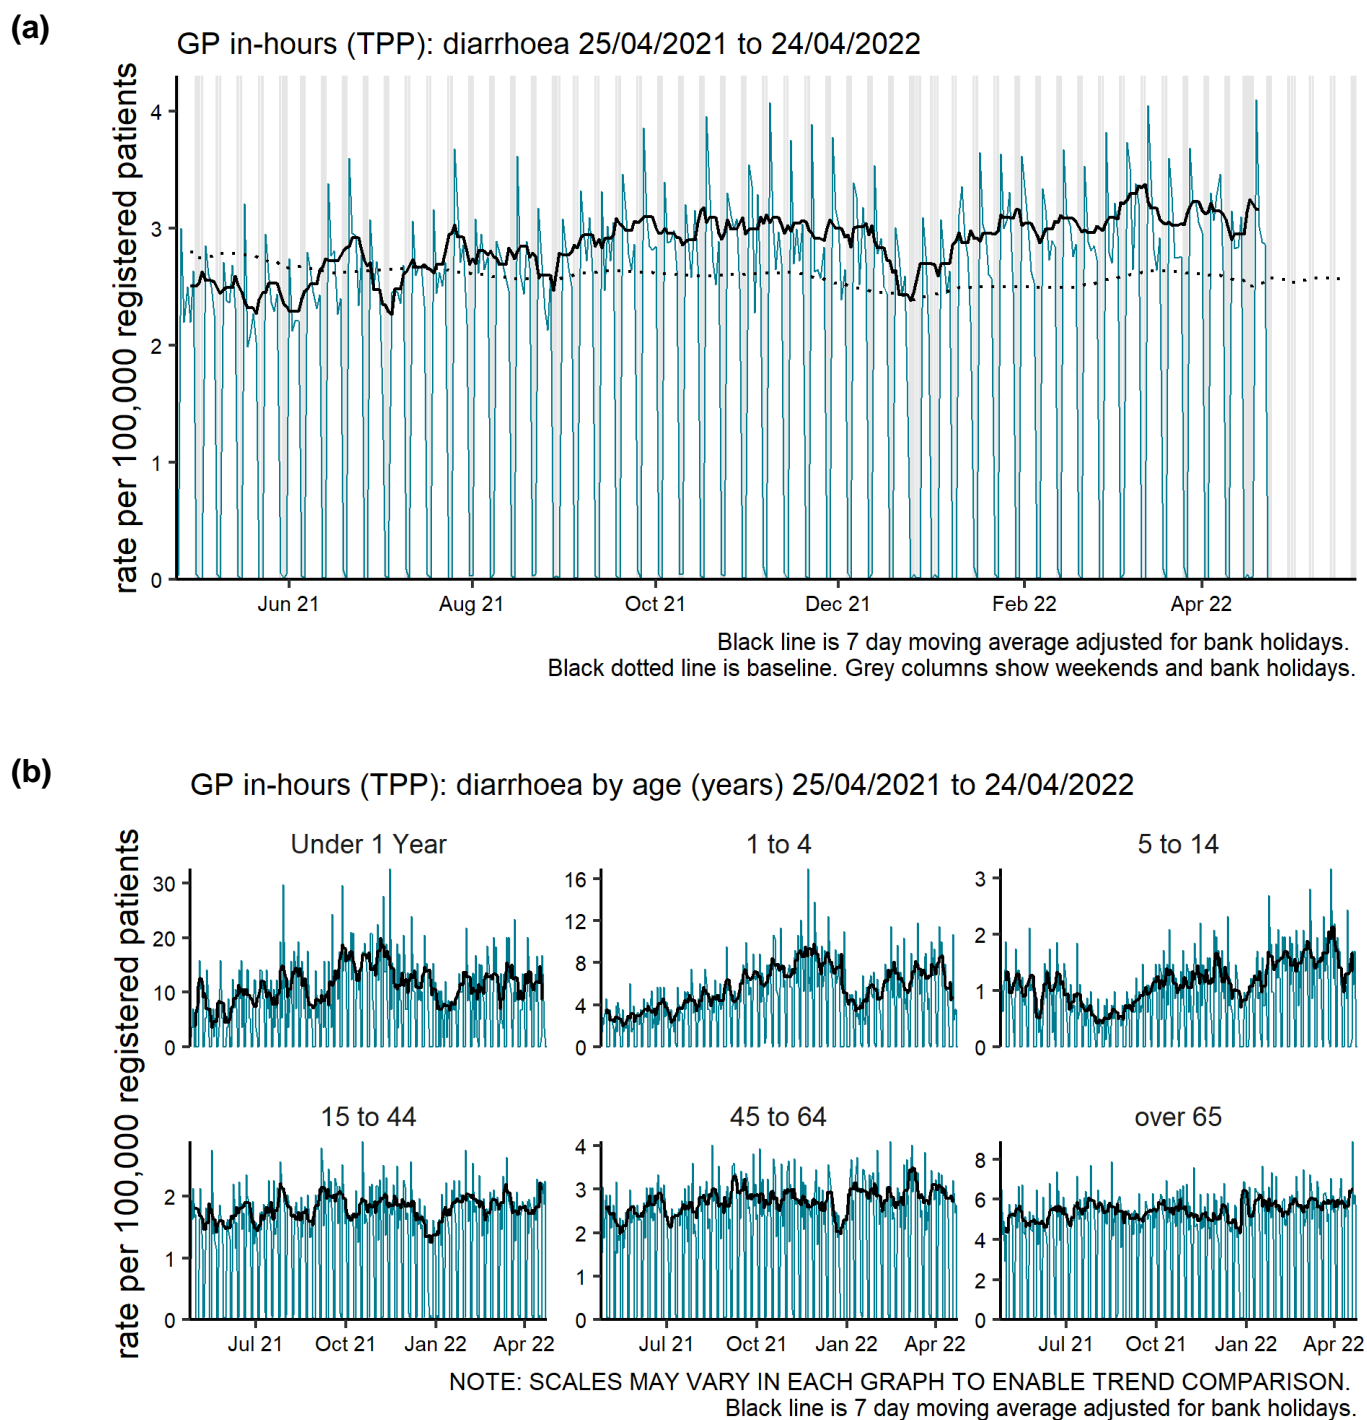 (a)
GP in-hours (TPP): diarrhoea 25/04/2021 to 24/04/2022
rate per 100,000 registered patients
4
3
2
1
0
Jun 21 Aug 21 Oct 21 Dec 21 Feb 22 Apr 22
Black line is 7 day moving average adjusted for bank holidays.
Black dotted line is baseline. Grey columns show weekends and bank holidays.
(b)
GP in-hours (TPP): diarrhoea by age (years) 25/04/2021 to 24/04/2022
rate per 100,000 registered patients
Under 1 Year
30
20
10
0
1 to 4
16
12
8
4
0
5 to 14
3
2
1
0
15 to 44
2
1
0
Jul 21 Oct 21 Jan 22 Apr 22
45 to 64
4
3
2
1
0
Jul 21 Oct 21 Jan 22 Apr 22
over 65
8
6
4
2
0
Jul 21 Oct 21 Jan 22 Apr 22
NOTE: SCALES MAY VARY IN EACH GRAPH TO ENABLE TREND COMPARISON.
Black line is 7 day moving average adjusted for bank holidays.